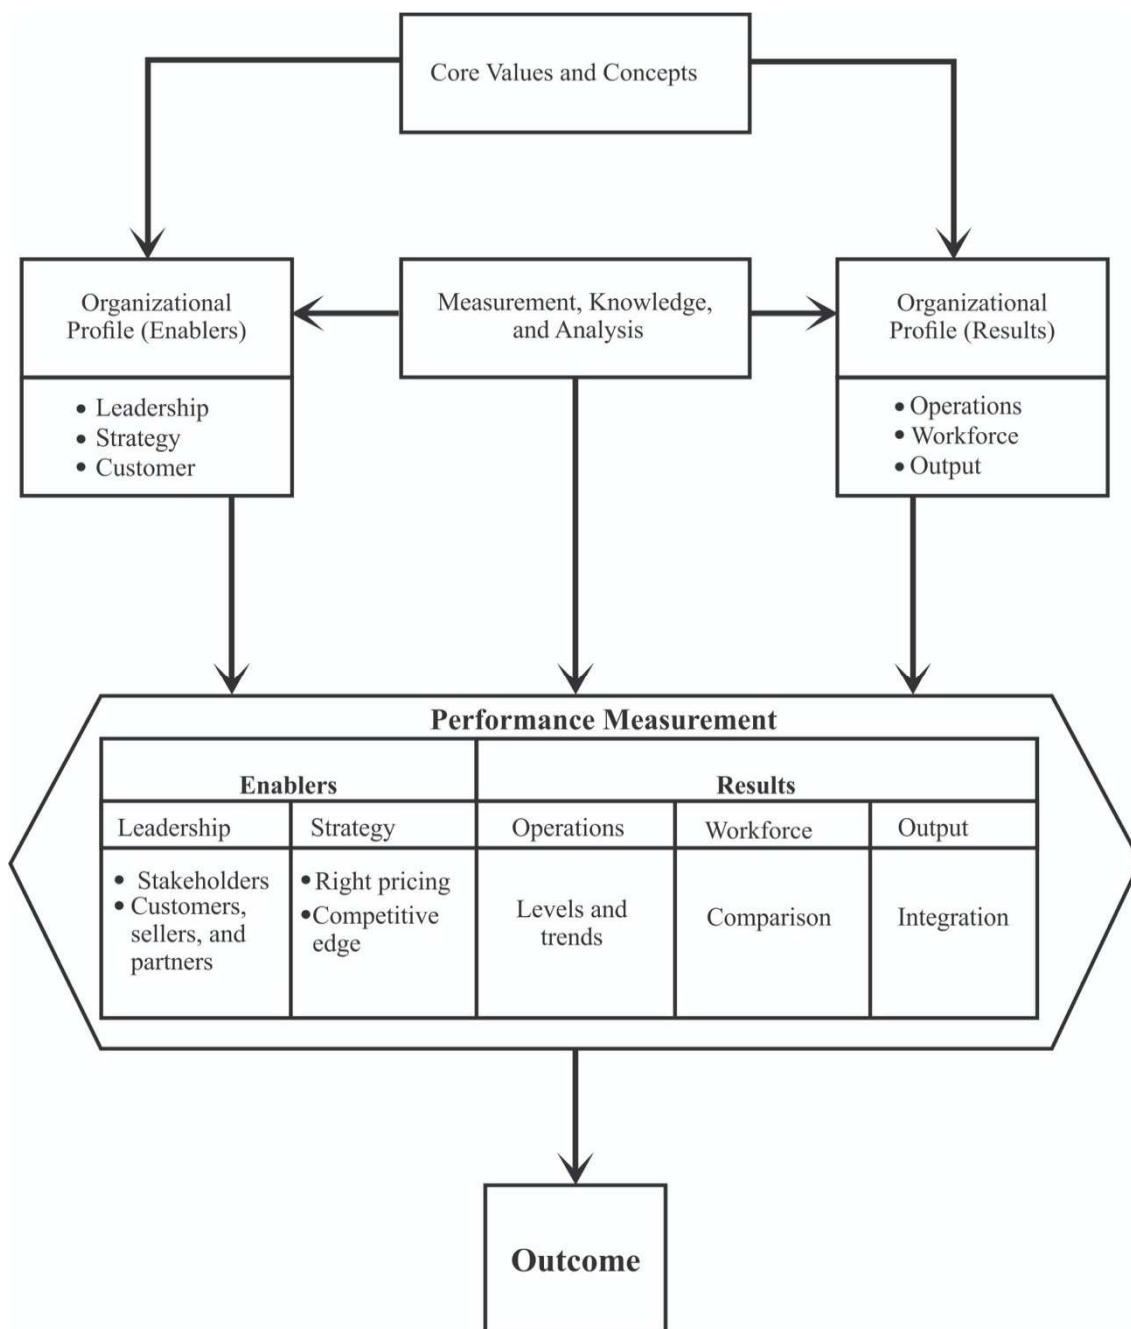 Core Values and Concepts
Organizational
Profile (Enablers)
• Leadership
• Strategy
• Customer
Measurement, Knowledge,
and Analysis
Organizational
Profile (Results)
• Operations
• Workforce
• Output
Performance Measurement
Enablers
Results
Leadership
Strategy
Operations
Workforce
Output
• Stakeholders
• Customers,
sellers, and
partners
• Right pricing
• Competitive
edge
Levels and
trends
Comparison
Integration
Outcome